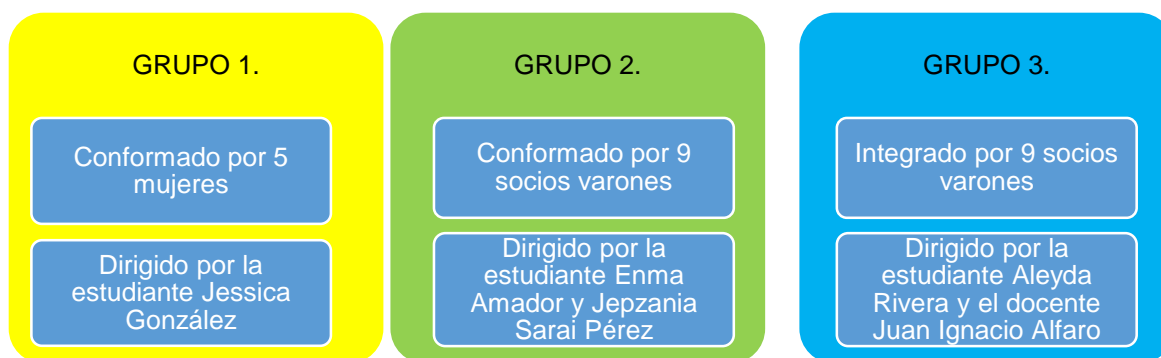 GRUPO 1.
Conformado por 5
mujeres
Dirigido por la
estudiante Jessica
González
GRUPO 2.
Conformado por 9
socios varones
Dirigido por la
estudiante Enma
Amador y Jepzania
Sarai Pérez
GRUPO 3.
Integrado por 9 socios
varones
Dirigido por la
estudiante Aleyda
Rivera y el docente
Juan Ignacio Alfaro